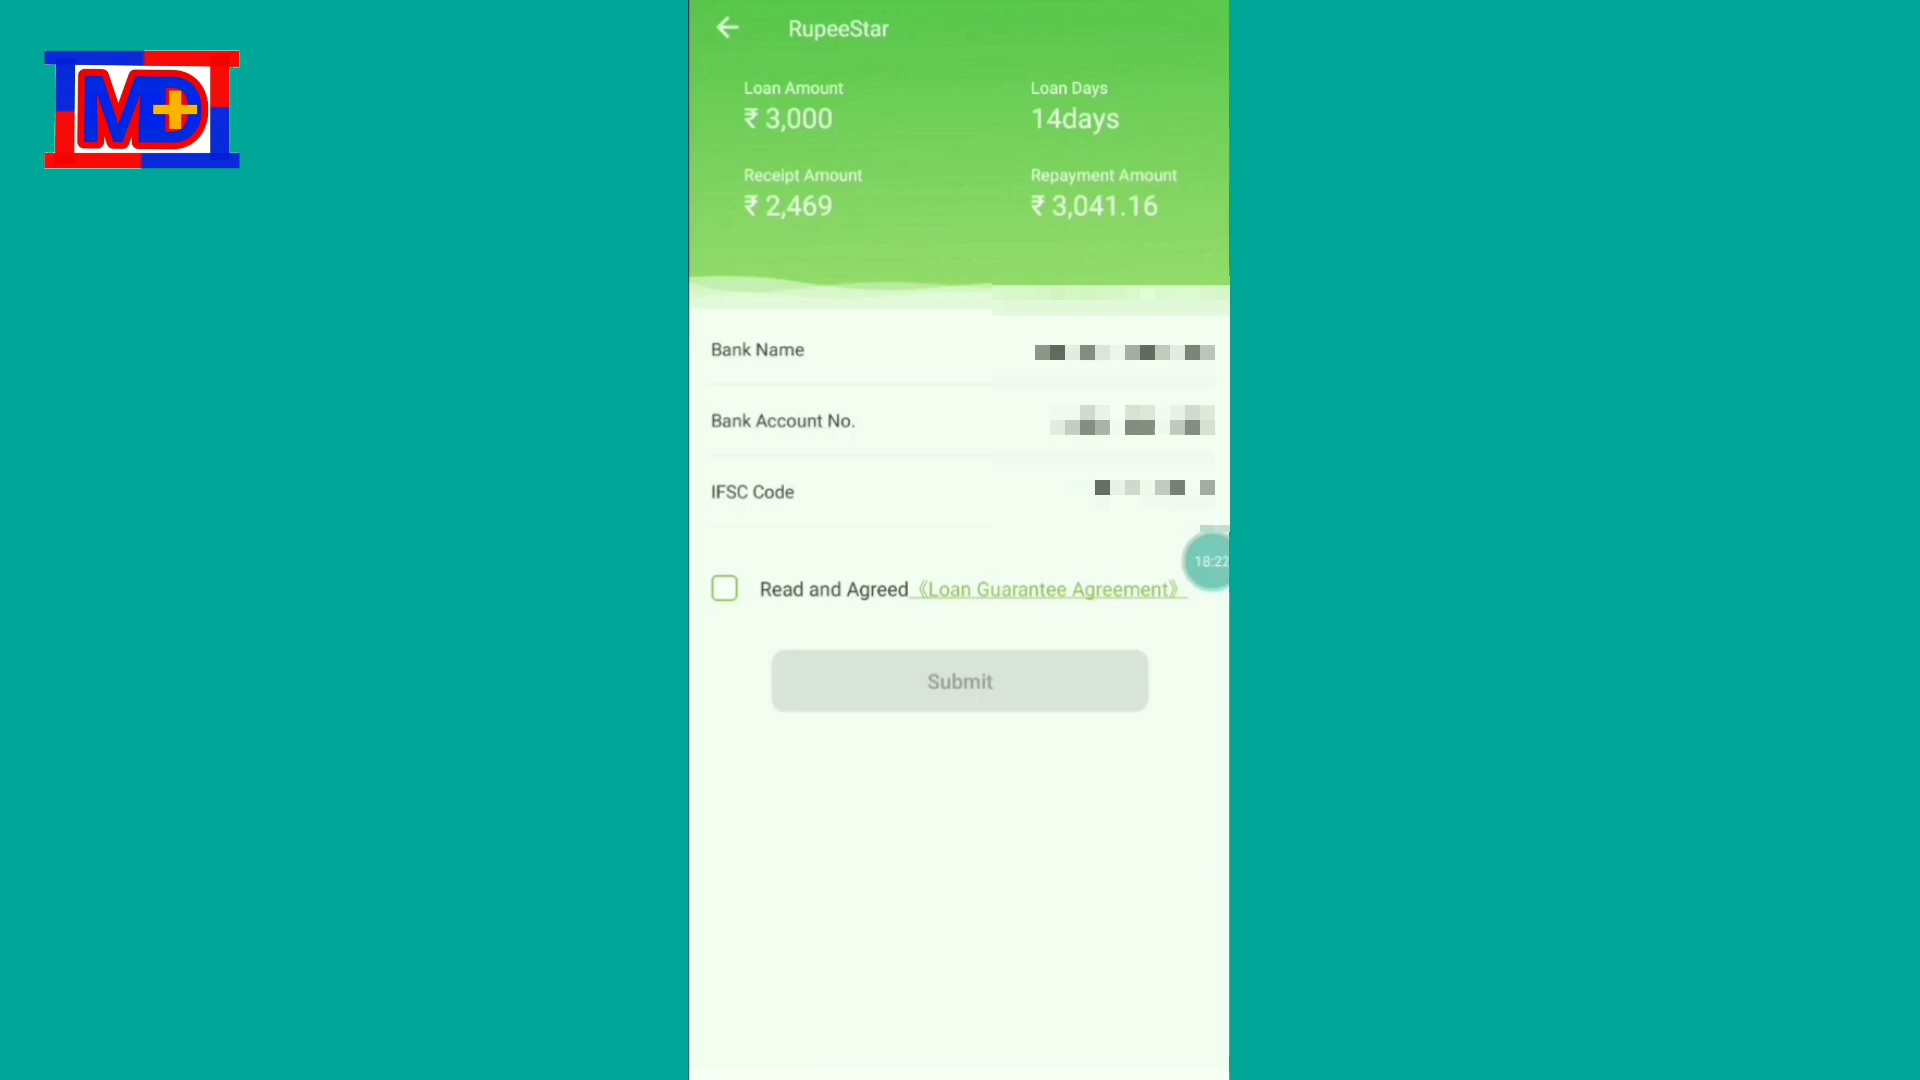 MD+
RupeeStar
Loan Amount
₹ 3,000
Loan Days
14days
Receipt Amount
₹ 2,469
Repayment Amount
₹ 3,041.16
Bank Name
Bank Account No.
IFSC Code
18:22
Read and Agreed《Loan Guarantee Agreement》
Submit